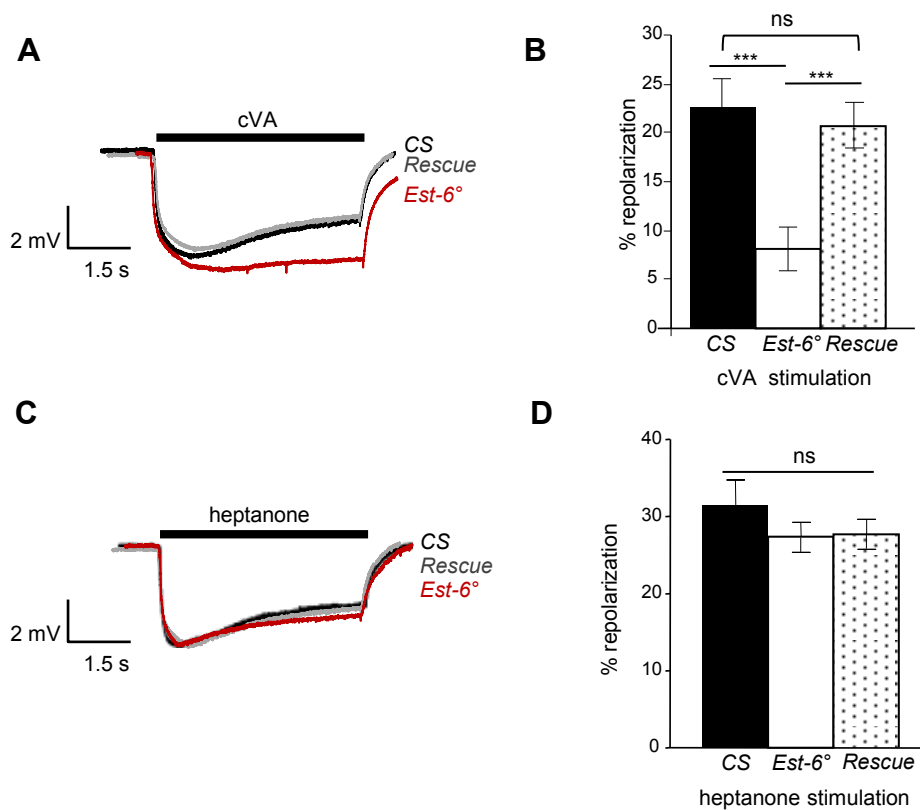 A
cVA
CS
Rescue
Est-6°
2 mV
1.5 s
B
ns
***
***
30
25
20
15
10
5
0
% repolarization
CS Est-6° Rescue
cVA stimulation
C
heptanone
CS
Rescue
Est-6°
2 mV
1.5 s
D
ns
40
30
20
10
0
% repolarization
CS Est-6° Rescue
heptanone stimulation